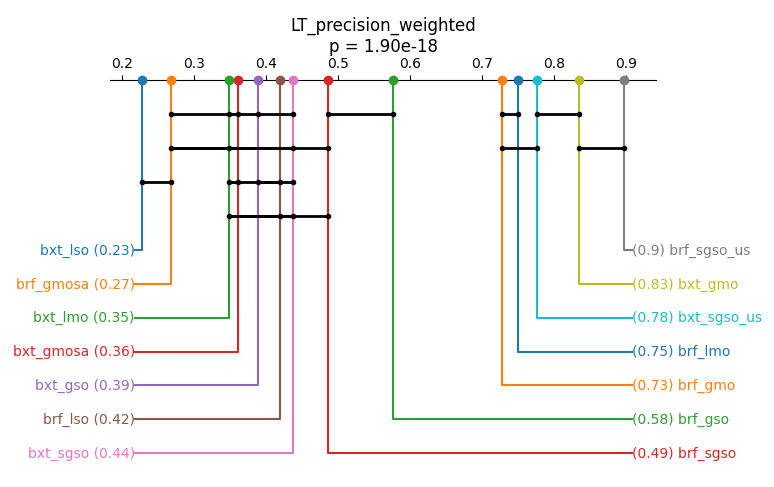 LT_precision_weighted
p = 1.90e-18
0.2 0.3 0.4 0.5 0.6 0.7 0.8 0.9
bxt_lso (0.23) (0.9) brf_sgso_us
brf_gmosa (0.27) (0.83) bxt_gmo
bxt_lmo (0.35) (0.78) bxt_sgso_us
bxt_gmosa (0.36) (0.75) brf_lmo
bxt_gso (0.39) (0.73) brf_gmo
brf_lso (0.42) (0.58) brf_gso
bxt_sgso (0.44) (0.49) brf_sgso